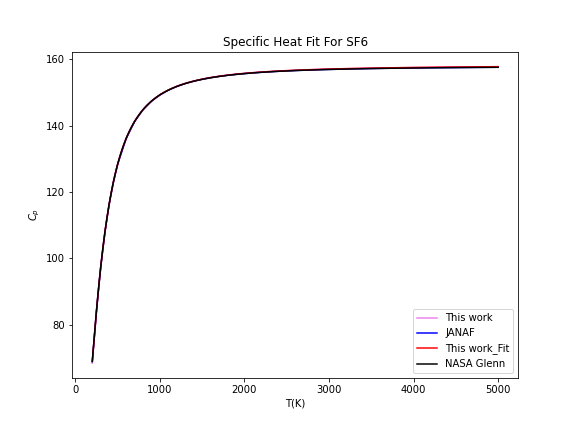 Specific Heat Fit For SF6
160
140
120
100
80
C_p
0 1000 2000 3000 4000 5000
T(K)
This work
JANAF
This work_Fit
NASA Glenn